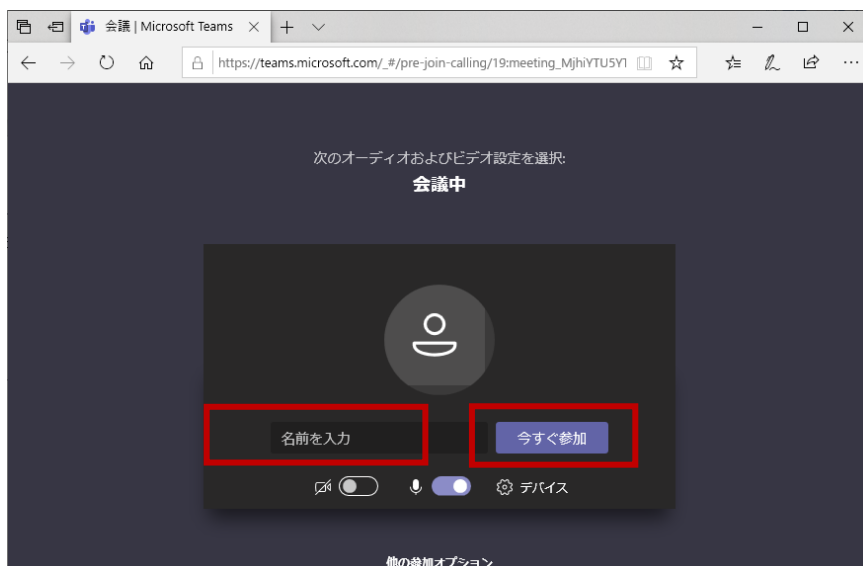 会議 | Microsoft Teams
https://teams.microsoft.com/_#/pre-join-calling/19:meeting_MjhiYTU5Y
次のオーディオおよびビデオ設定を選択:
会議中
名前を入力
今すぐ参加
デバイス
他の参加オプション